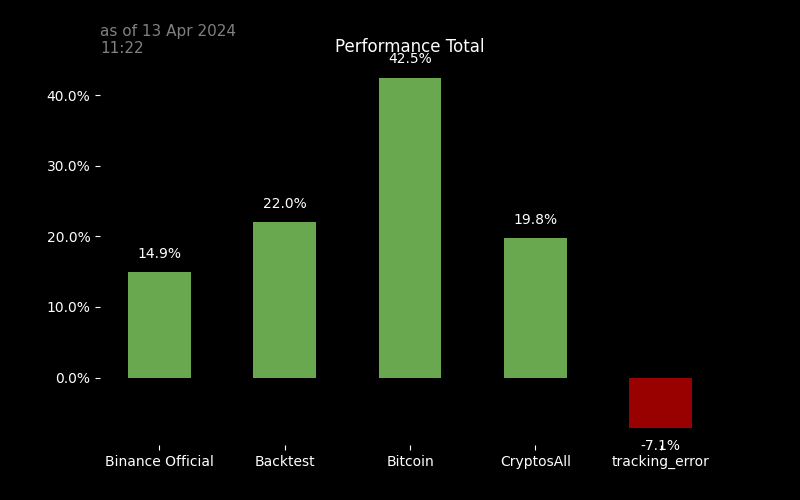 as of 13 Apr 2024
11:22
Performance Total
42.5%
40.0%
30.0%
22.0%
19.8%
20.0%
14.9%
10.0%
0.0%
-7.1%
Binance Official
Backtest
Bitcoin
CryptosAll
tracking_error